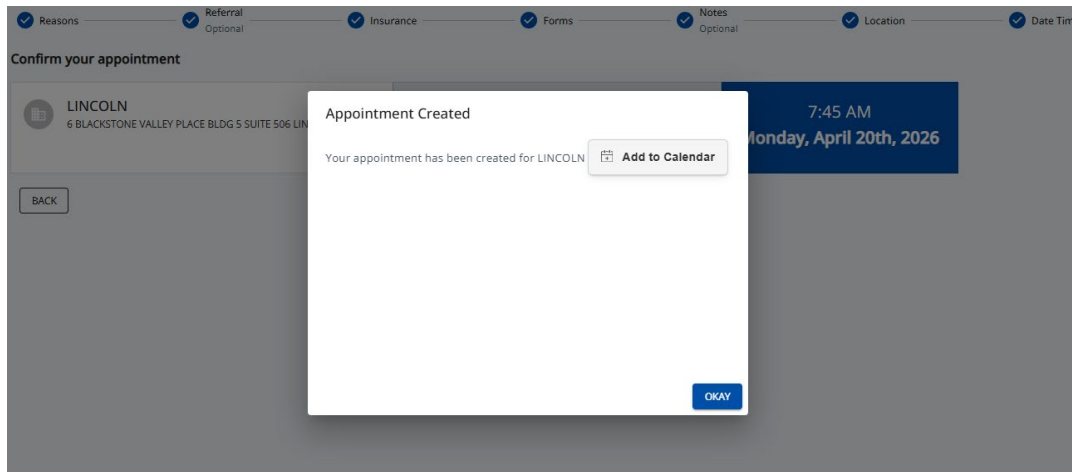 Reasons
Referral
Optional
Insurance
Forms
Notes
Optional
Location
Date Tim
Confirm your appointment
LINCOLN
6 BLACKSTONE VALLEY PLACE BLDG 5 SUITE 506 LIN
7:45 AM
onday, April 20th, 2026
BACK
Appointment Created
Your appointment has been created for LINCOLN
Add to Calendar
OKAY